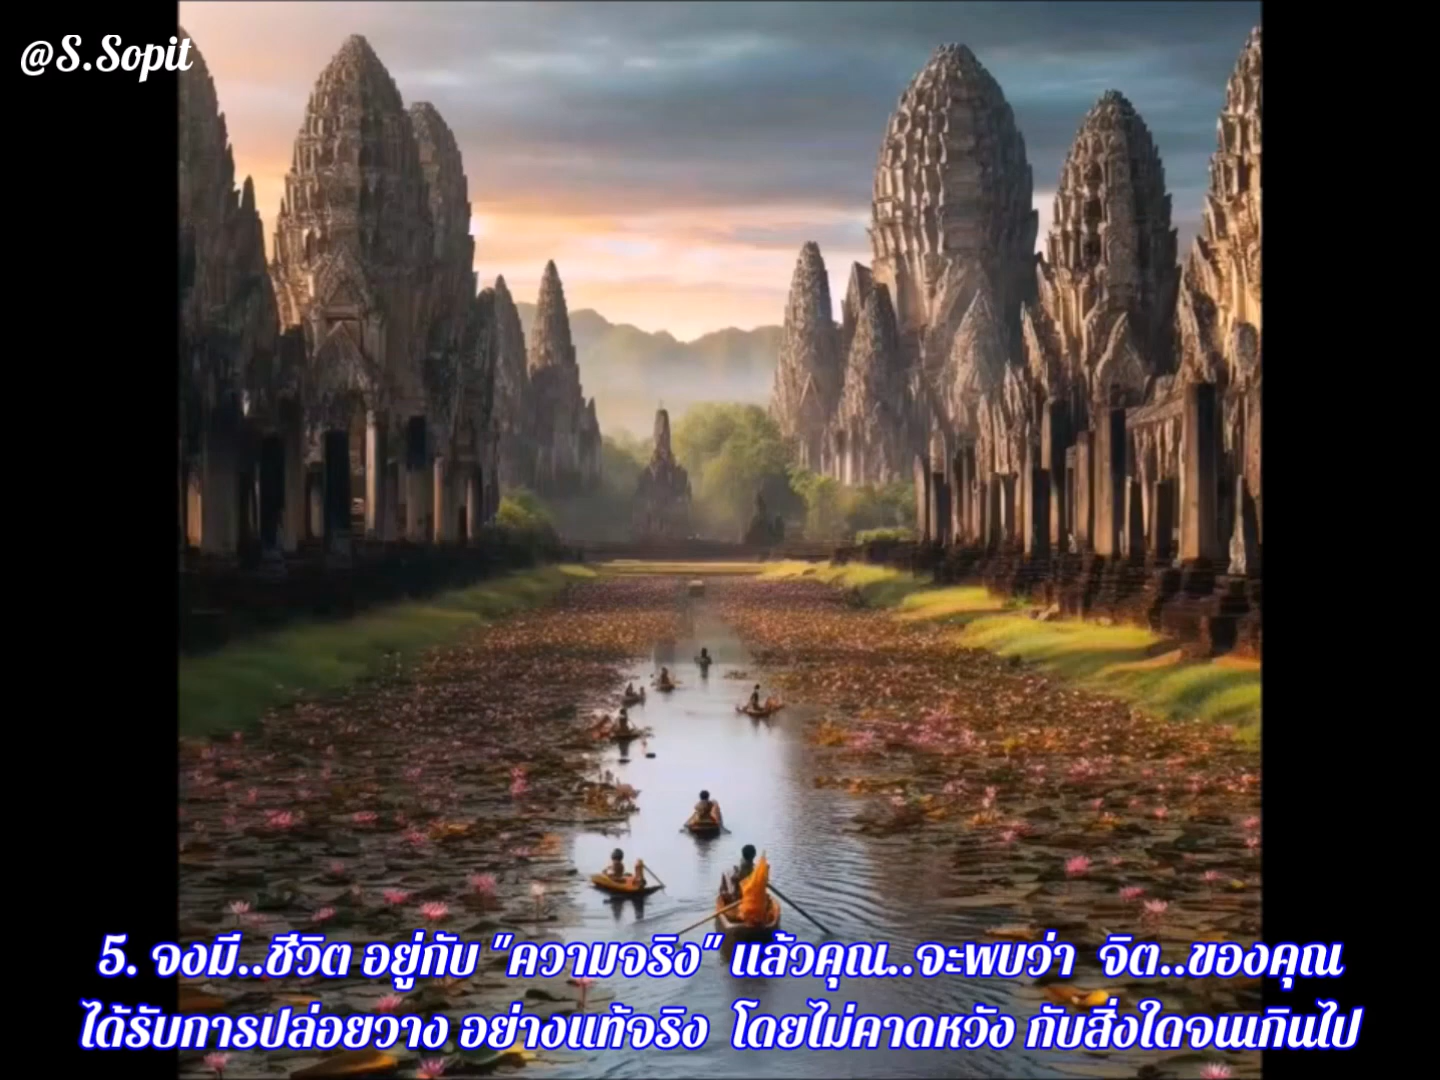 @S.Sopit
5. จงมี..ชีวิต อยู่กับ "ความจริง" แล้วคุณ..จะพบว่า จิต..ของคุณ
ได้รับการปล่อยวาง อย่างแท้จริง โดยไม่คาดหวัง กับสิ่งใดจนเกินไป